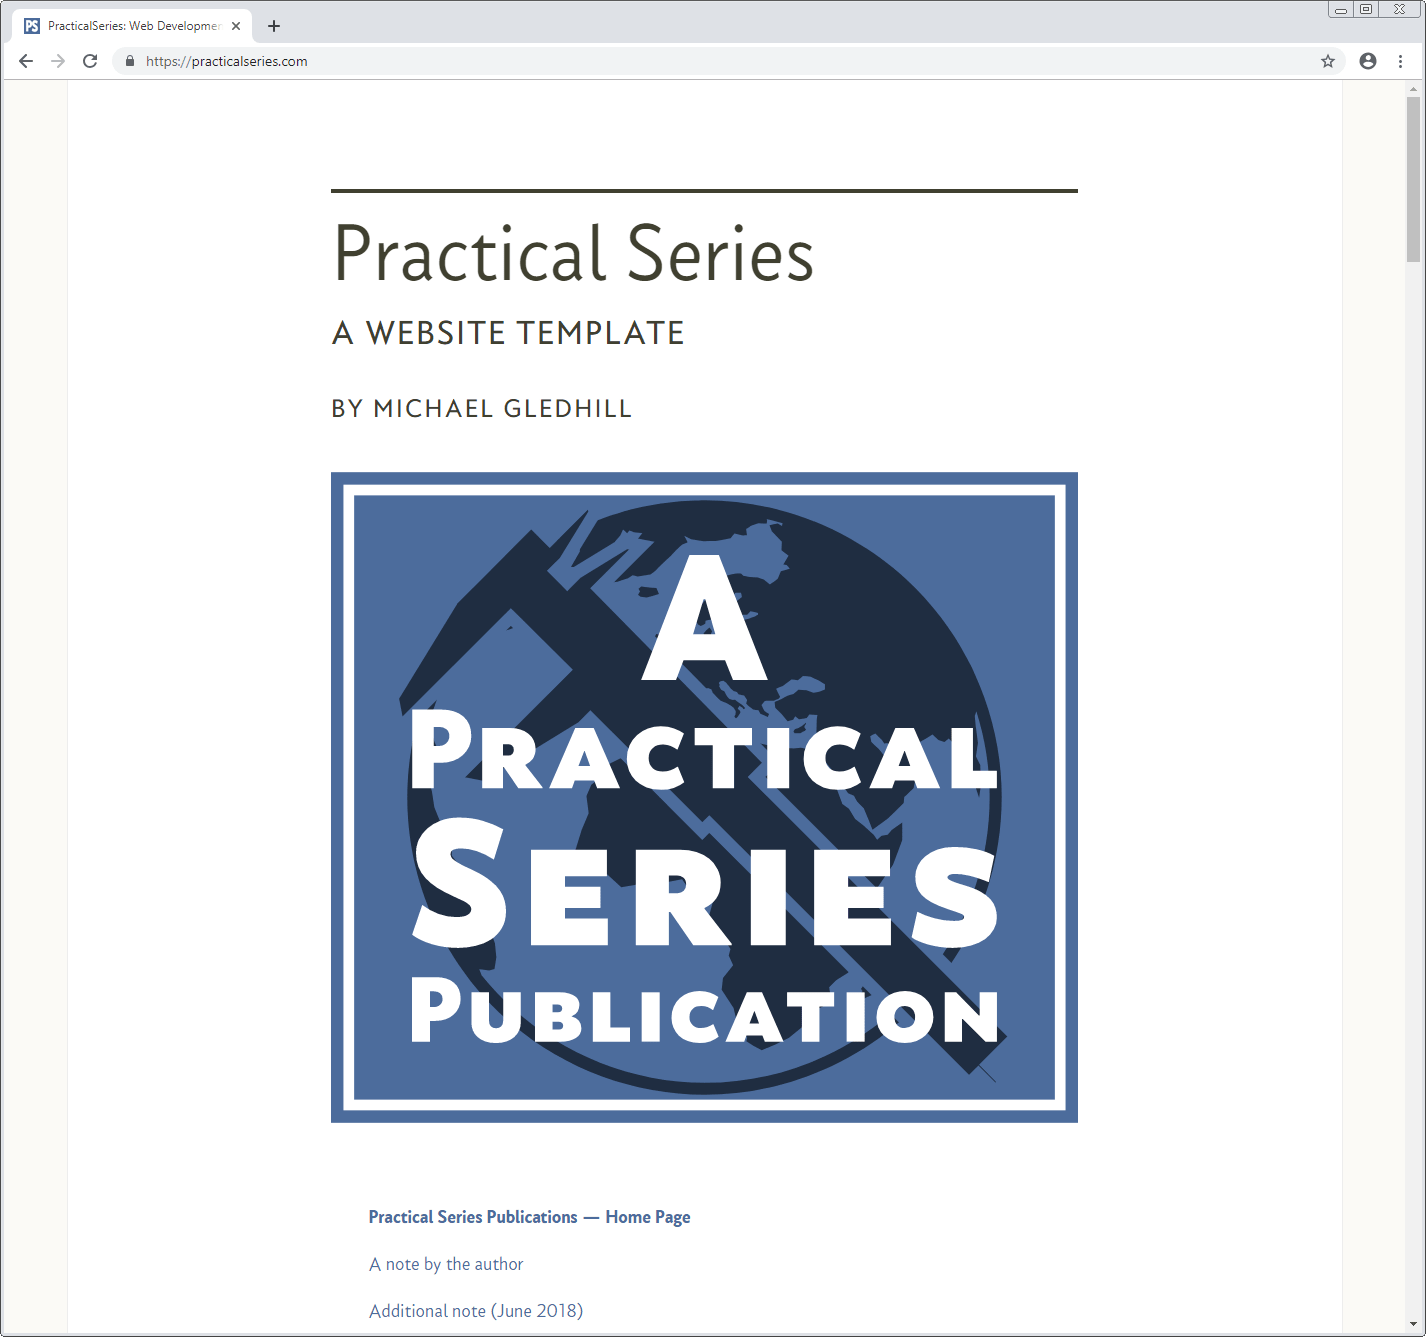 PS PracticalSeries: Web Developmen
https://practicalseries.com
Practical Series
A WEBSITE TEMPLATE
BY MICHAEL GLEDHILL
A
PRACTICAL
SERIES
PUBLICATION
Practical Series Publications — Home Page
A note by the author
Additional note (June 2018)